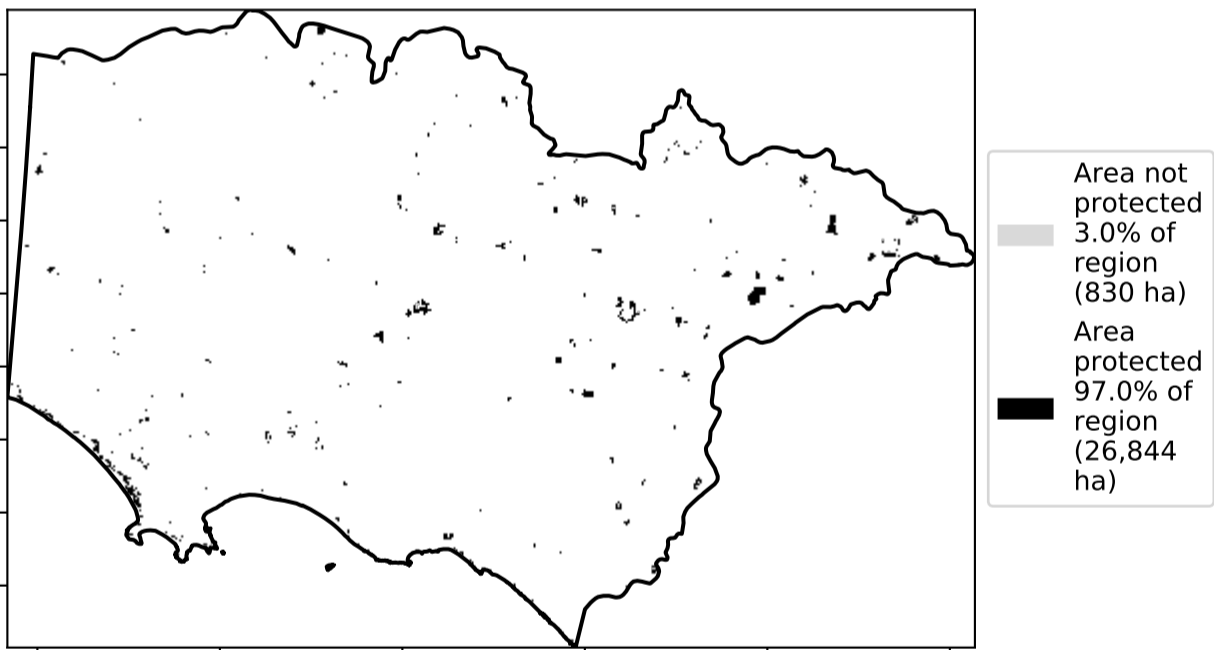 Area not
protected
3.0% of
region
(830 ha)
Area
protected
97.0% of
region
(26,844
ha)